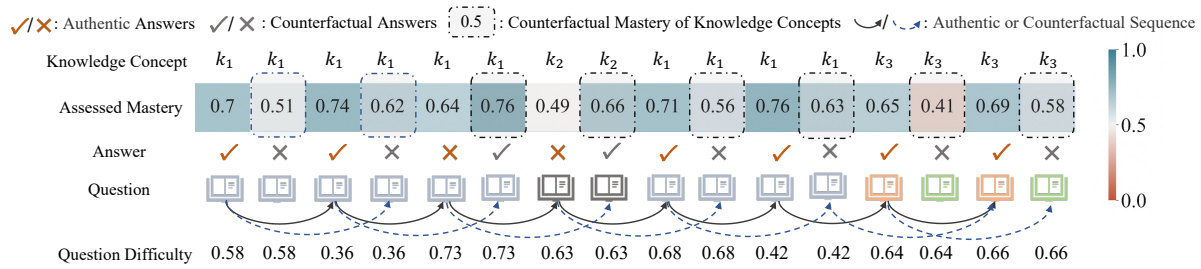 ✓/✕: Authentic Answers ✓/✕: Counterfactual Answers 0.5: Counterfactual Mastery of Knowledge Concepts /: Authentic or Counterfactual Sequence
Knowledge Concept k₁ k₁ k₁ k₁ k₁ k₁ k₂ k₂ k₁ k₁ k₁ k₁ k₃ k₃ k₃ k₃
1.0
Assessed Mastery 0.7 0.51 0.74 0.62 0.64 0.76 0.49 0.66 0.71 0.56 0.76 0.63 0.65 0.41 0.69 0.58
0.5
Answer ✓ ✕ ✓ ✕ ✕ ✓ ✕ ✓ ✓ ✕ ✓ ✕ ✓ ✕ ✓ ✕
Question
0.0
Question Difficulty 0.58 0.58 0.36 0.36 0.73 0.73 0.63 0.63 0.68 0.68 0.42 0.42 0.64 0.64 0.66 0.66